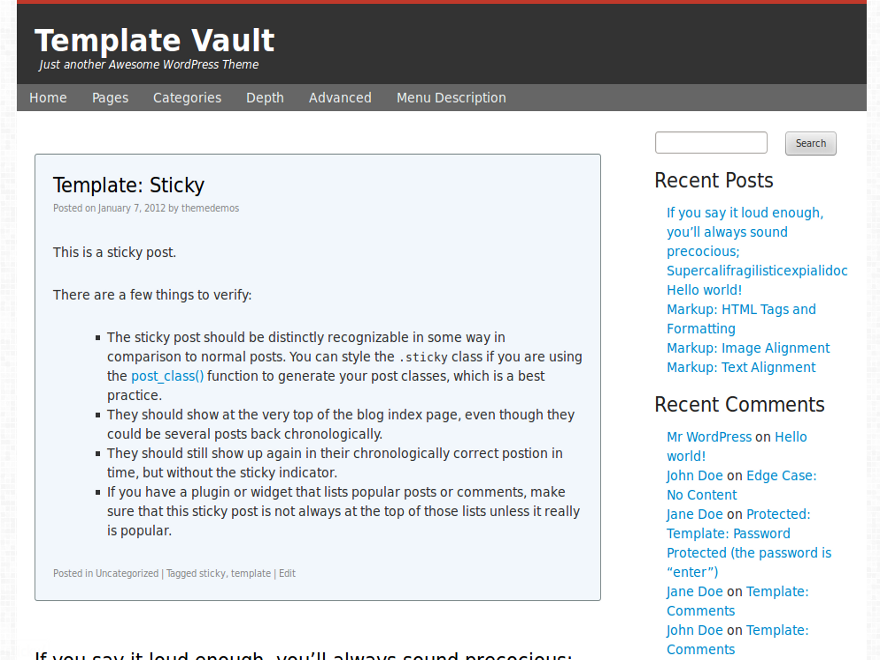 Template Vault
Just another Awesome WordPress Theme
Home Pages Categories Depth Advanced Menu Description
Template: Sticky
Posted on January 7, 2012 by themedemos
This is a sticky post.
There are a few things to verify:
The sticky post should be distinctly recognizable in some way in
comparison to normal posts. You can style the .sticky class if you are using
the post_class() function to generate your post classes, which is a best
practice.
They should show at the very top of the blog index page, even though they
could be several posts back chronologically.
They should still show up again in their chronologically correct postion in
time, but without the sticky indicator.
If you have a plugin or widget that lists popular posts or comments, make
sure that this sticky post is not always at the top of those lists unless it really
is popular.
Posted in Uncategorized | Tagged sticky, template | Edit
If you say it loud enough, you’ll always sound precocious;
Search
Recent Posts
If you say it loud enough,
you’ll always sound
precocious;
Supercalifragilisticexpialidoc
Hello world!
Markup: HTML Tags and
Formatting
Markup: Image Alignment
Markup: Text Alignment
Recent Comments
Mr WordPress on Hello
world!
John Doe on Edge Case:
No Content
Jane Doe on Protected:
Template: Password
Protected (the password is
“enter”)
Jane Doe on Template:
Comments
John Doe on Template:
Comments